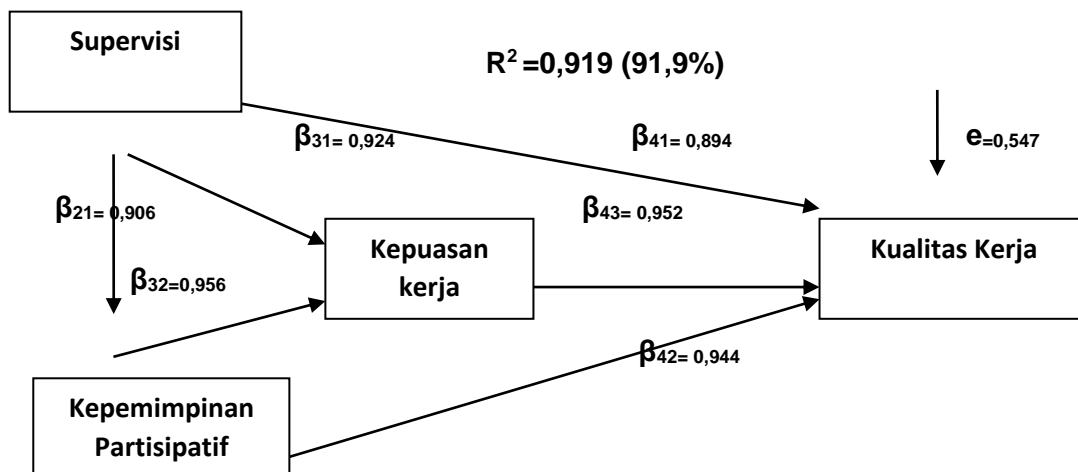 Supervisi
R² =0,919 (91,9%)
β31= 0,924
β41= 0,894
e=0,547
β21= 0,906
β43= 0,952
Kepuasan
kerja
Kualitas Kerja
β32=0,956
β42= 0,944
Kepemimpinan
Partisipatif